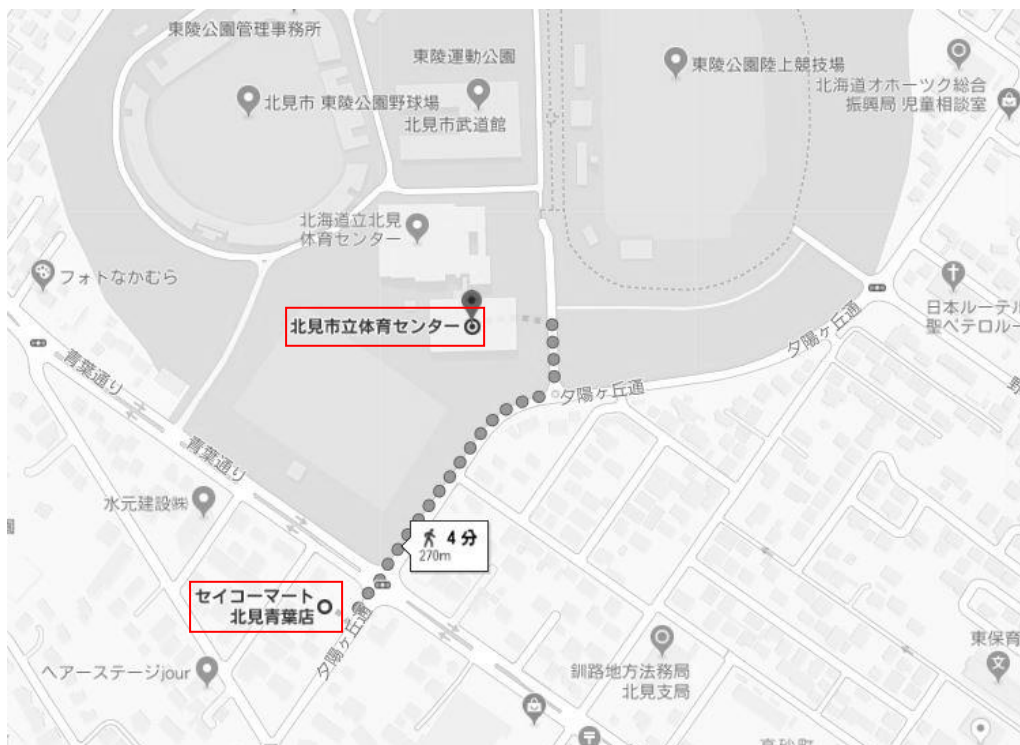 東陵公園管理事務所
東陵運動公園
東陵公園陸上競技場
北海道オホーツク総合
振興局 児童相談室
北見市 東陵公園野球場
北見市武道館
北海道立北見
体育センター
フォトなかむら
日本ルーテル
聖ペテロル
北見市立体育センター
夕陽ヶ丘通
青葉通り
夕陽ヶ丘通
青葉通り
水元建設㈱
4 分
270m
セイコーマート
北見青葉店
夕陽ヶ丘通
ヘアーステージjour
釧路地方法務局
北見支局
東保育